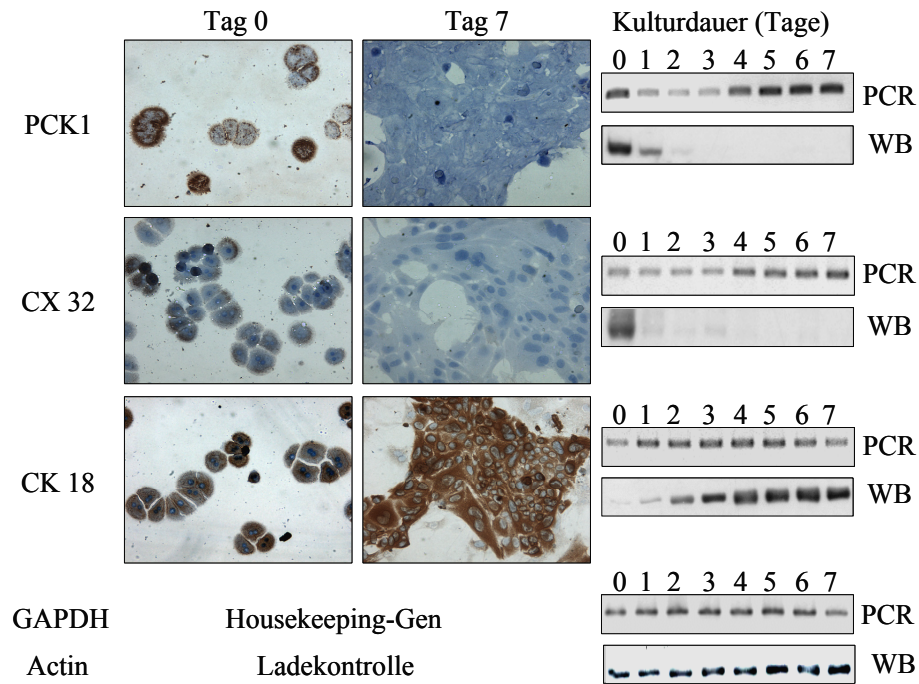 Tag 0 Tag 7 Kulturdauer (Tage)
0 1 2 3 4 5 6 7
PCR
PCK1
WB
0 1 2 3 4 5 6 7
PCR
CX 32
WB
0 1 2 3 4 5 6 7
PCR
CK 18
WB
0 1 2 3 4 5 6 7
GAPDH Housekeeping-Gen PCR
Actin Ladekontrolle WB